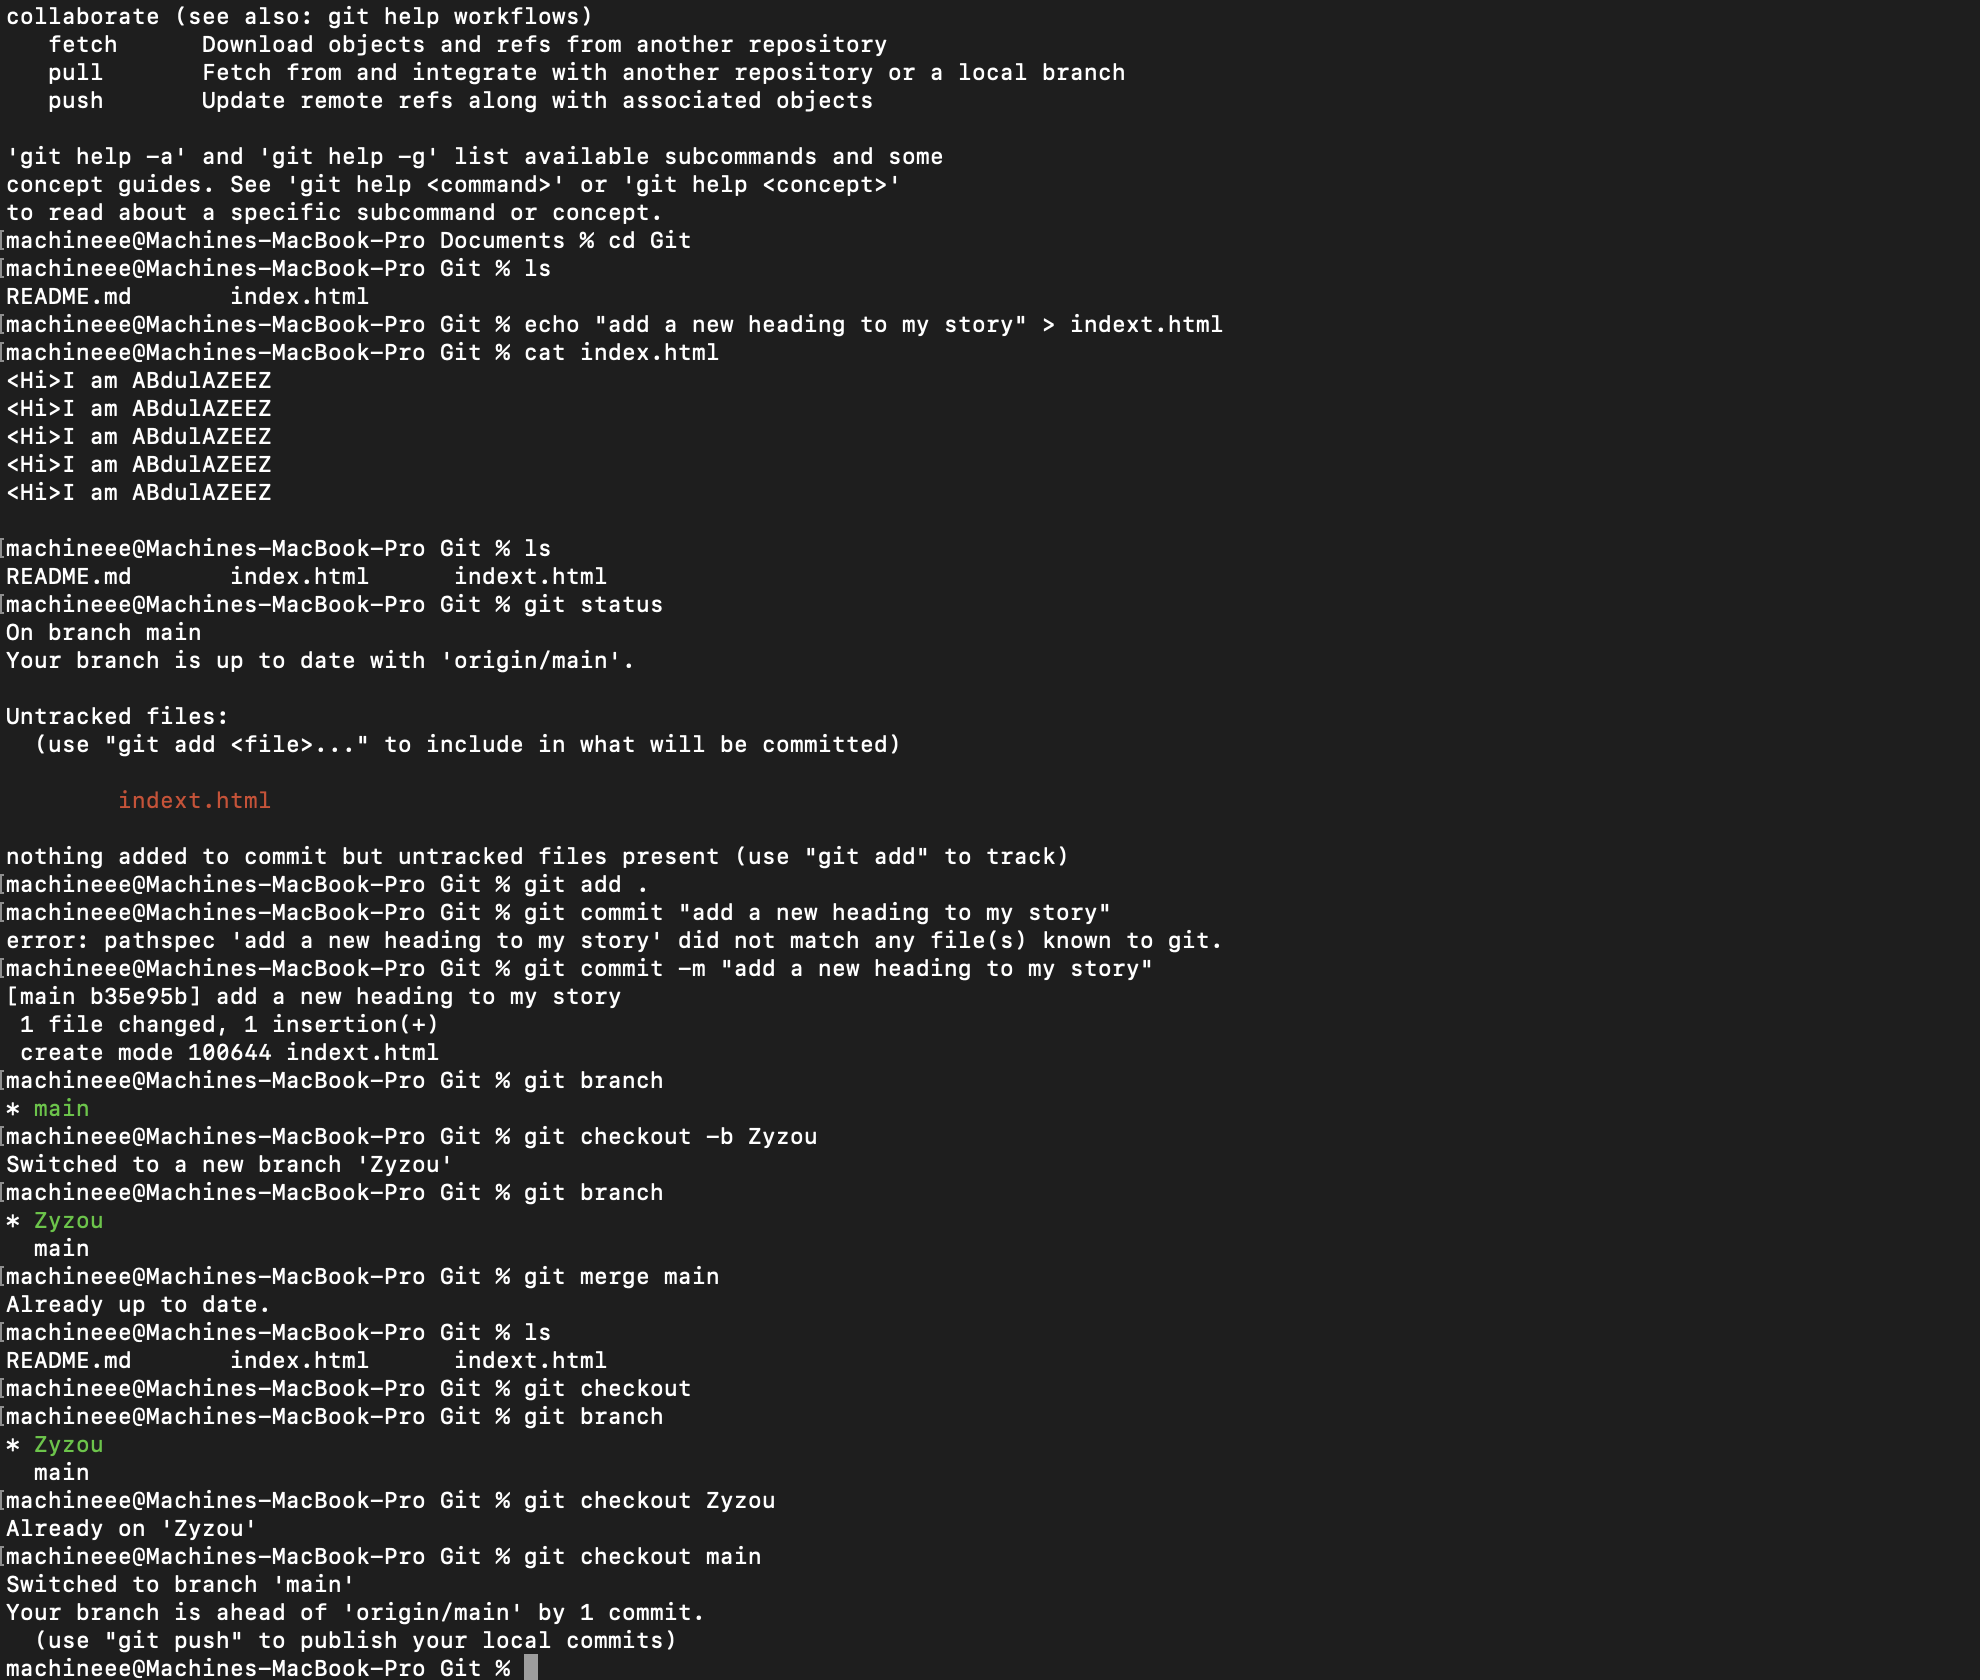 collaborate (see also: git help workflows)
   fetch      Download objects and refs from another repository
   pull       Fetch from and integrate with another repository or a local branch
   push       Update remote refs along with associated objects

'git help -a' and 'git help -g' list available subcommands and some
concept guides. See 'git help <command>' or 'git help <concept>'
to read about a specific subcommand or concept.
[machineee@Machines-MacBook-Pro Documents % cd Git
[machineee@Machines-MacBook-Pro Git % ls
README.md       index.html
[machineee@Machines-MacBook-Pro Git % echo "add a new heading to my story" > indext.html
[machineee@Machines-MacBook-Pro Git % cat index.html
<Hi>I am ABdulAZEEZ
<Hi>I am ABdulAZEEZ
<Hi>I am ABdulAZEEZ
<Hi>I am ABdulAZEEZ
<Hi>I am ABdulAZEEZ

[machineee@Machines-MacBook-Pro Git % ls
README.md       index.html      indext.html
[machineee@Machines-MacBook-Pro Git % git status
On branch main
Your branch is up to date with 'origin/main'.

Untracked files:
  (use "git add <file>..." to include in what will be committed)

        indext.html

nothing added to commit but untracked files present (use "git add" to track)
[machineee@Machines-MacBook-Pro Git % git add .
[machineee@Machines-MacBook-Pro Git % git commit "add a new heading to my story"
error: pathspec 'add a new heading to my story' did not match any file(s) known to git.
[machineee@Machines-MacBook-Pro Git % git commit -m "add a new heading to my story"
[main b35e95b] add a new heading to my story
 1 file changed, 1 insertion(+)
 create mode 100644 indext.html
[machineee@Machines-MacBook-Pro Git % git branch
* main
[machineee@Machines-MacBook-Pro Git % git checkout -b Zyzou
Switched to a new branch 'Zyzou'
[machineee@Machines-MacBook-Pro Git % git branch
* Zyzou
  main
[machineee@Machines-MacBook-Pro Git % git merge main
Already up to date.
[machineee@Machines-MacBook-Pro Git % ls
README.md       index.html      indext.html
[machineee@Machines-MacBook-Pro Git % git checkout
[machineee@Machines-MacBook-Pro Git % git branch
* Zyzou
  main
[machineee@Machines-MacBook-Pro Git % git checkout Zyzou
Already on 'Zyzou'
[machineee@Machines-MacBook-Pro Git % git checkout main
Switched to branch 'main'
Your branch is ahead of 'origin/main' by 1 commit.
  (use "git push" to publish your local commits)
machineee@Machines-MacBook-Pro Git %